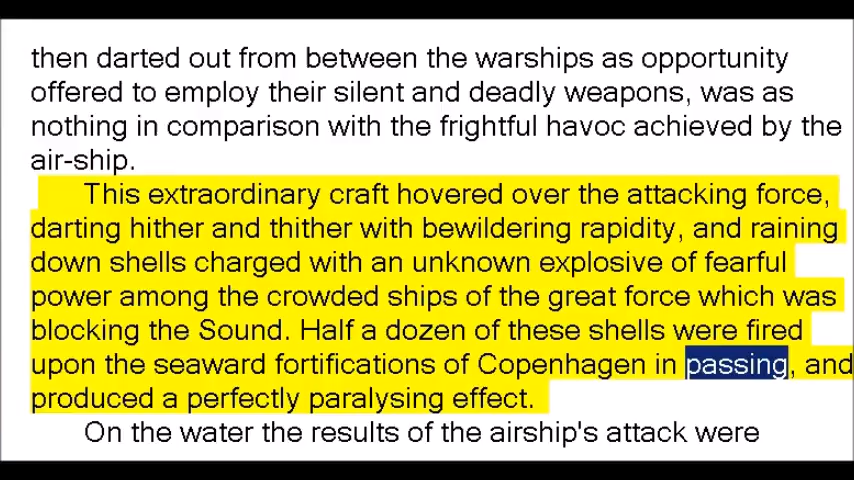 then darted out from between the warships as opportunity
offered to employ their silent and deadly weapons, was as
nothing in comparison with the frightful havoc achieved by the
air-ship.
This extraordinary craft hovered over the attacking force,
darting hither and thither with bewildering rapidity, and raining
down shells charged with an unknown explosive of fearful
power among the crowded ships of the great force which was
blocking the Sound. Half a dozen of these shells were fired
upon the seaward fortifications of Copenhagen in passing, and
produced a perfectly paralysing effect.
On the water the results of the airship's attack were